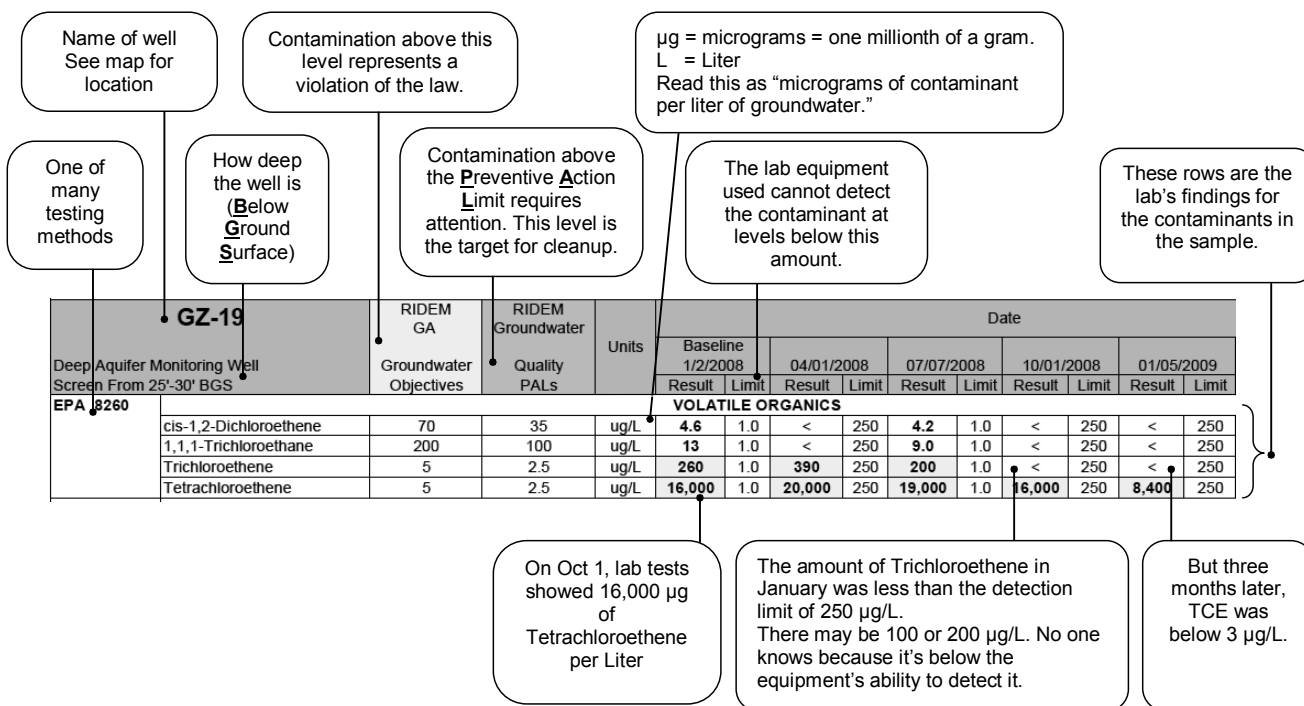 Name of well
See map for
location
Contamination above this
level represents a
violation of the law.
µg = micrograms = one millionth of a gram.
L = Liter
Read this as “micrograms of contaminant
per liter of groundwater.”
One of
many
testing
methods
How deep
the well is
(Below
Ground
Surface)
Contamination above
the Preventive Action
Limit requires
attention. This level is
the target for cleanup.
The lab equipment
used cannot detect
the contaminant at
levels below this
amount.
These rows are the
lab’s findings for
the contaminants in
the sample.
GZ-19
Deep Aquifer Monitoring Well
Screen From 25'-30' BGS
RIDEM
GA
Groundwater
Objectives
RIDEM
Groundwater
Quality
PALs
Units
Date
Baseline
1/2/2008 04/01/2008 07/07/2008 10/01/2008 01/05/2009
Result Limit Result Limit Result Limit Result Limit Result Limit
EPA 8260 VOLATILE ORGANICS
cis-1,2-Dichloroethene 70 35 ug/L 4.6 1.0 < 250 4.2 1.0 < 250 < 250
1,1,1-Trichloroethane 200 100 ug/L 13 1.0 < 250 9.0 1.0 < 250 < 250
Trichloroethene 5 2.5 ug/L 260 1.0 390 250 200 1.0 < 250 < 250
Tetrachloroethene 5 2.5 ug/L 16,000 1.0 20,000 250 19,000 1.0 16,000 250 8,400 250
On Oct 1, lab tests
showed 16,000 µg
of
Tetrachloroethene
per Liter
The amount of Trichloroethene in
January was less than the detection
limit of 250 µg/L.
There may be 100 or 200 µg/L. No one
knows because it’s below the
equipment’s ability to detect it.
But three
months later,
TCE was
below 3 µg/L.